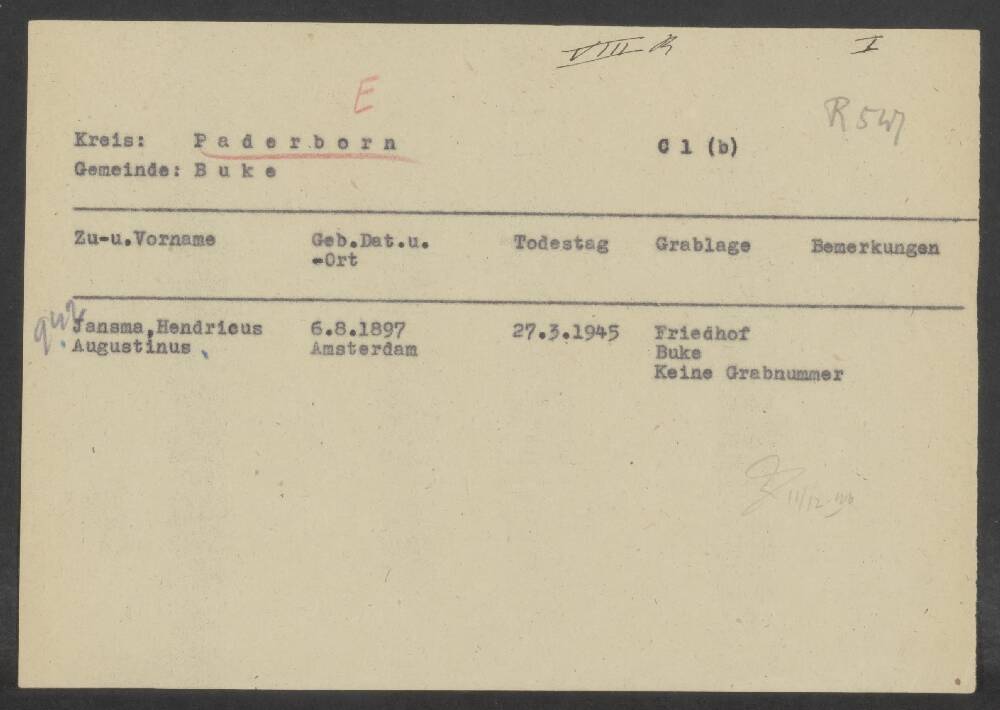 VIII B I
E
R 547
Kreis: Paderborn C 1 (b)
Gemeinde: Buke
Zu-u.Vorname Geb.Dat.u. Todestag Grablage Bemerkungen
-Ort
Jansma,Hendricus 6.8.1897 27.3.1945 Friedhof
Augustinus Amsterdam Buke
Keine Grabnummer
11/12